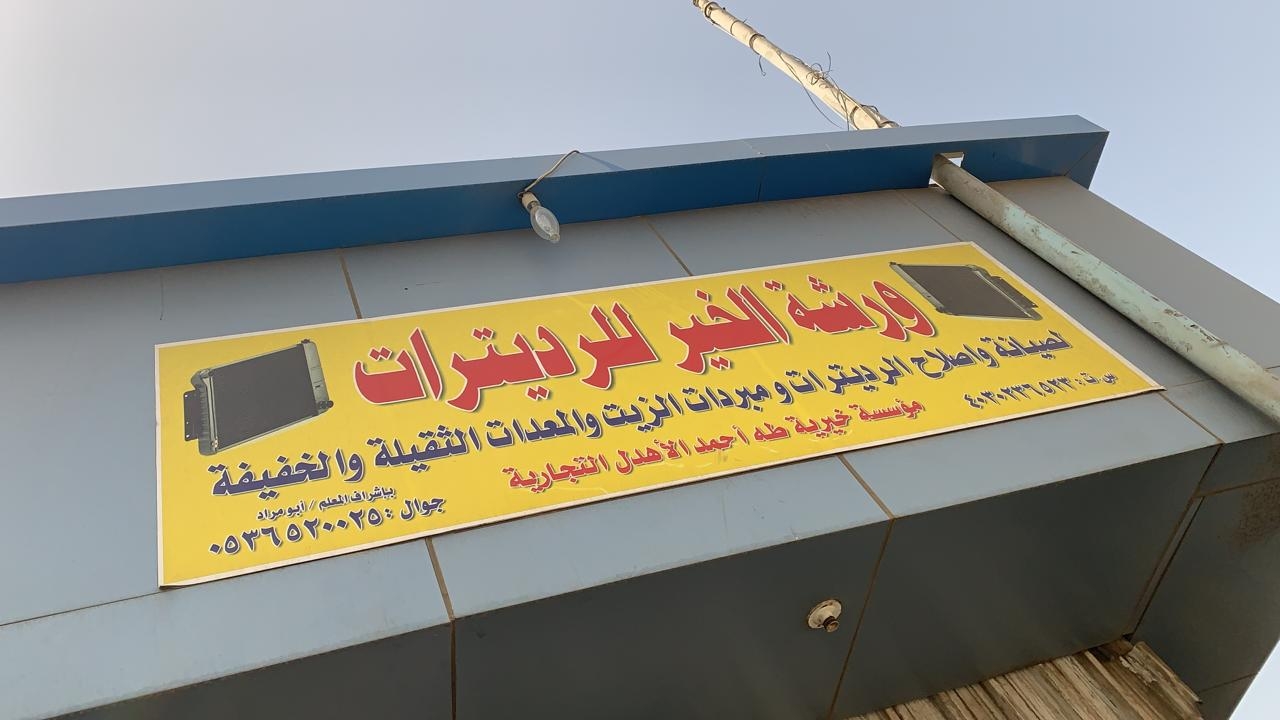 ورشة الخير للرديترات
لصيانة واصلاح الرديترات و مبردات الزيت والمعدات الثقيلة والخفيفة
س ت : ٤٠٣٠٢٣٦٥٢٣
مؤسسة خيرية طه أحمد الأهدل التجارية
بإشراف المعلم / أبو مراد
جوال : ٠٥٣٦٥٢٠٠٢٥